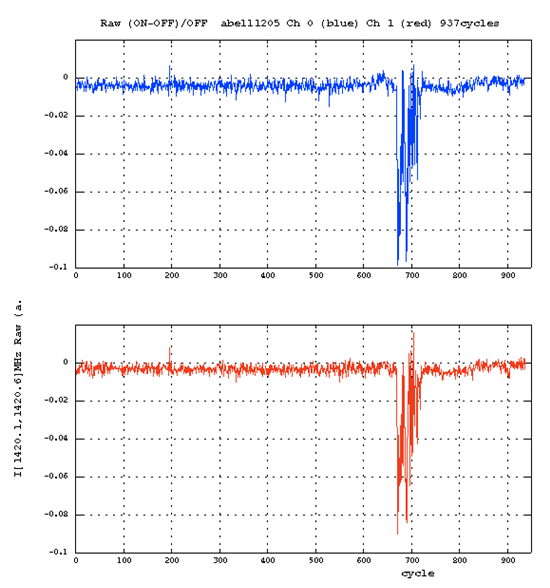 Raw (ON-OFF)/OFF abell1205 Ch 0 (blue) Ch 1 (red) 937cycles
0
-0.02
-0.04
-0.06
-0.08
-0.1
0 100 200 300 400 500 600 700 800 900
I[1420.1,1420.6]MHz Raw (a.
0
-0.02
-0.04
-0.06
-0.08
-0.1
0 100 200 300 400 500 600 700 800 900
cycle